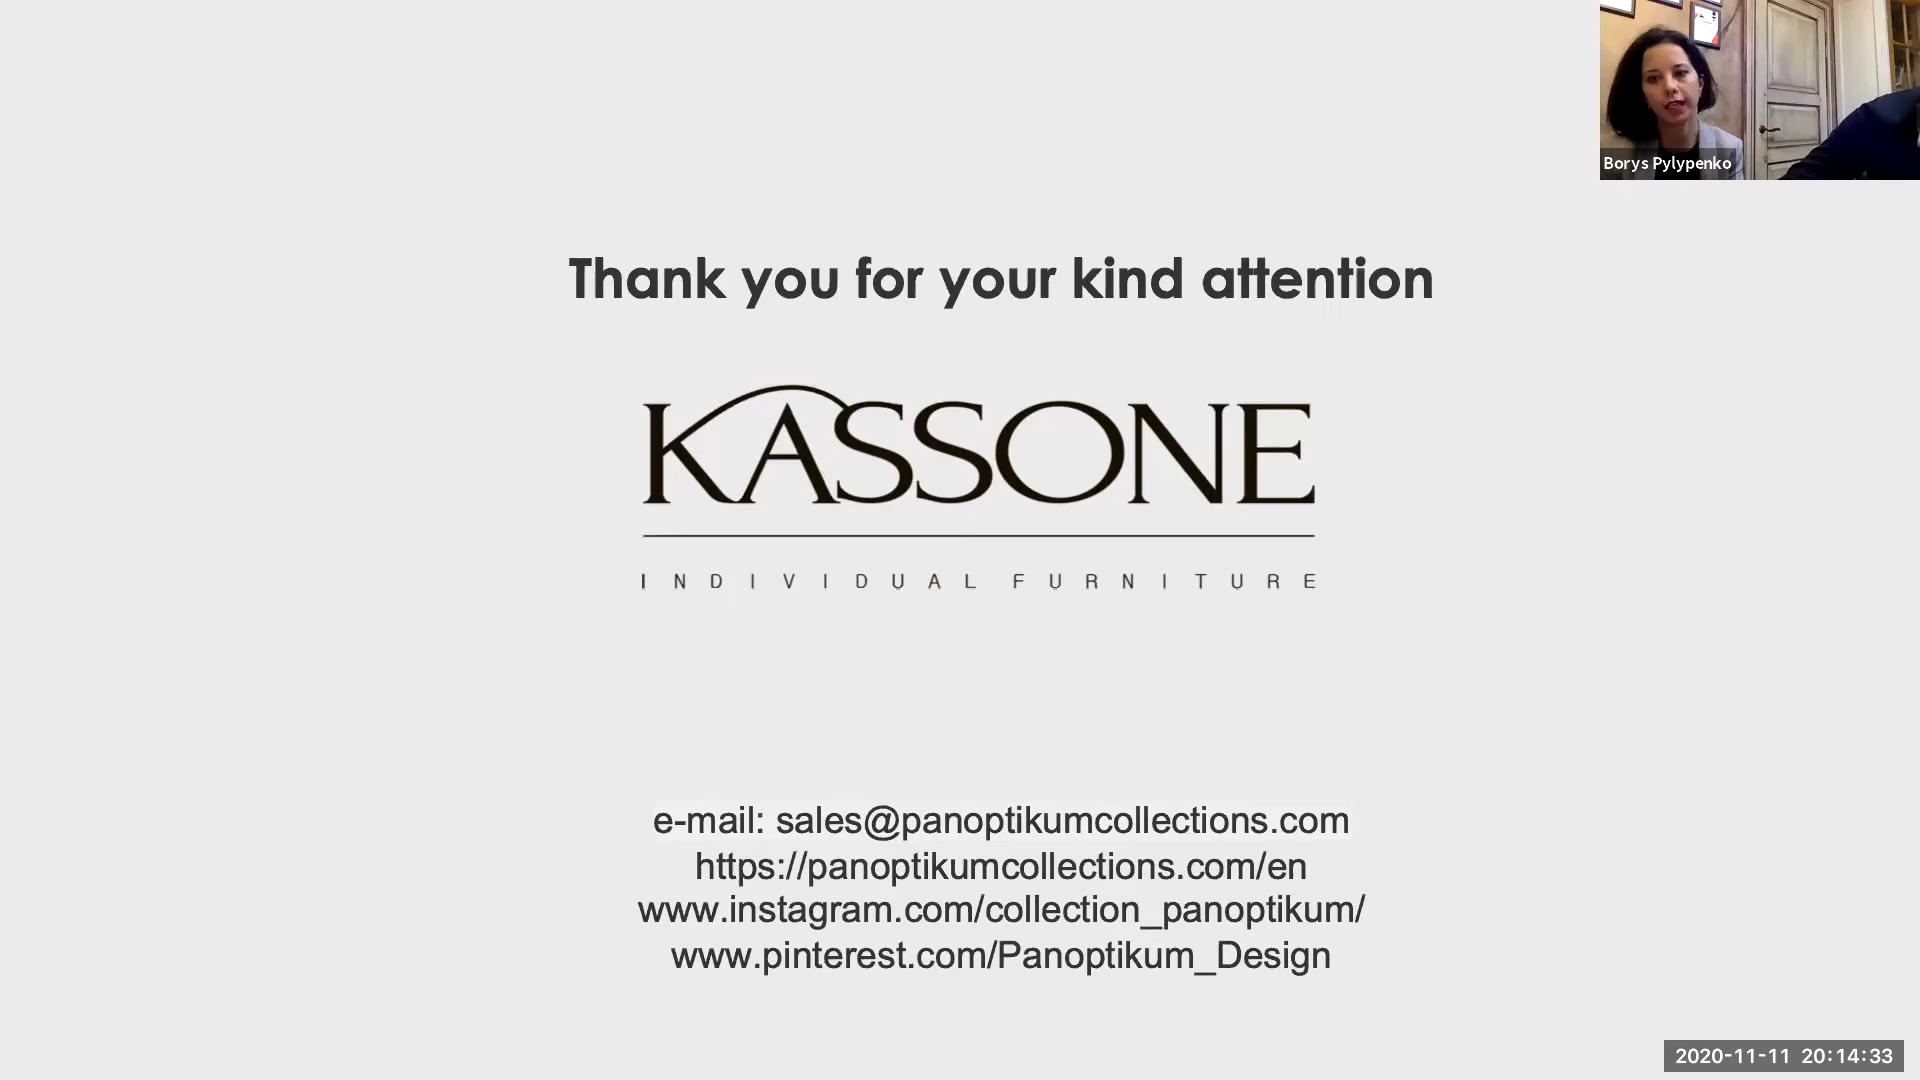 Borys Pylypenko
Thank you for your kind attention
KASSONE
INDIVIDUAL FURNITURE
e-mail: sales@panoptikumcollections.com
https://panoptikumcollections.com/en
www.instagram.com/collection_panoptikum/
www.pinterest.com/Panoptikum_Design
2020-11-11 20:14:33